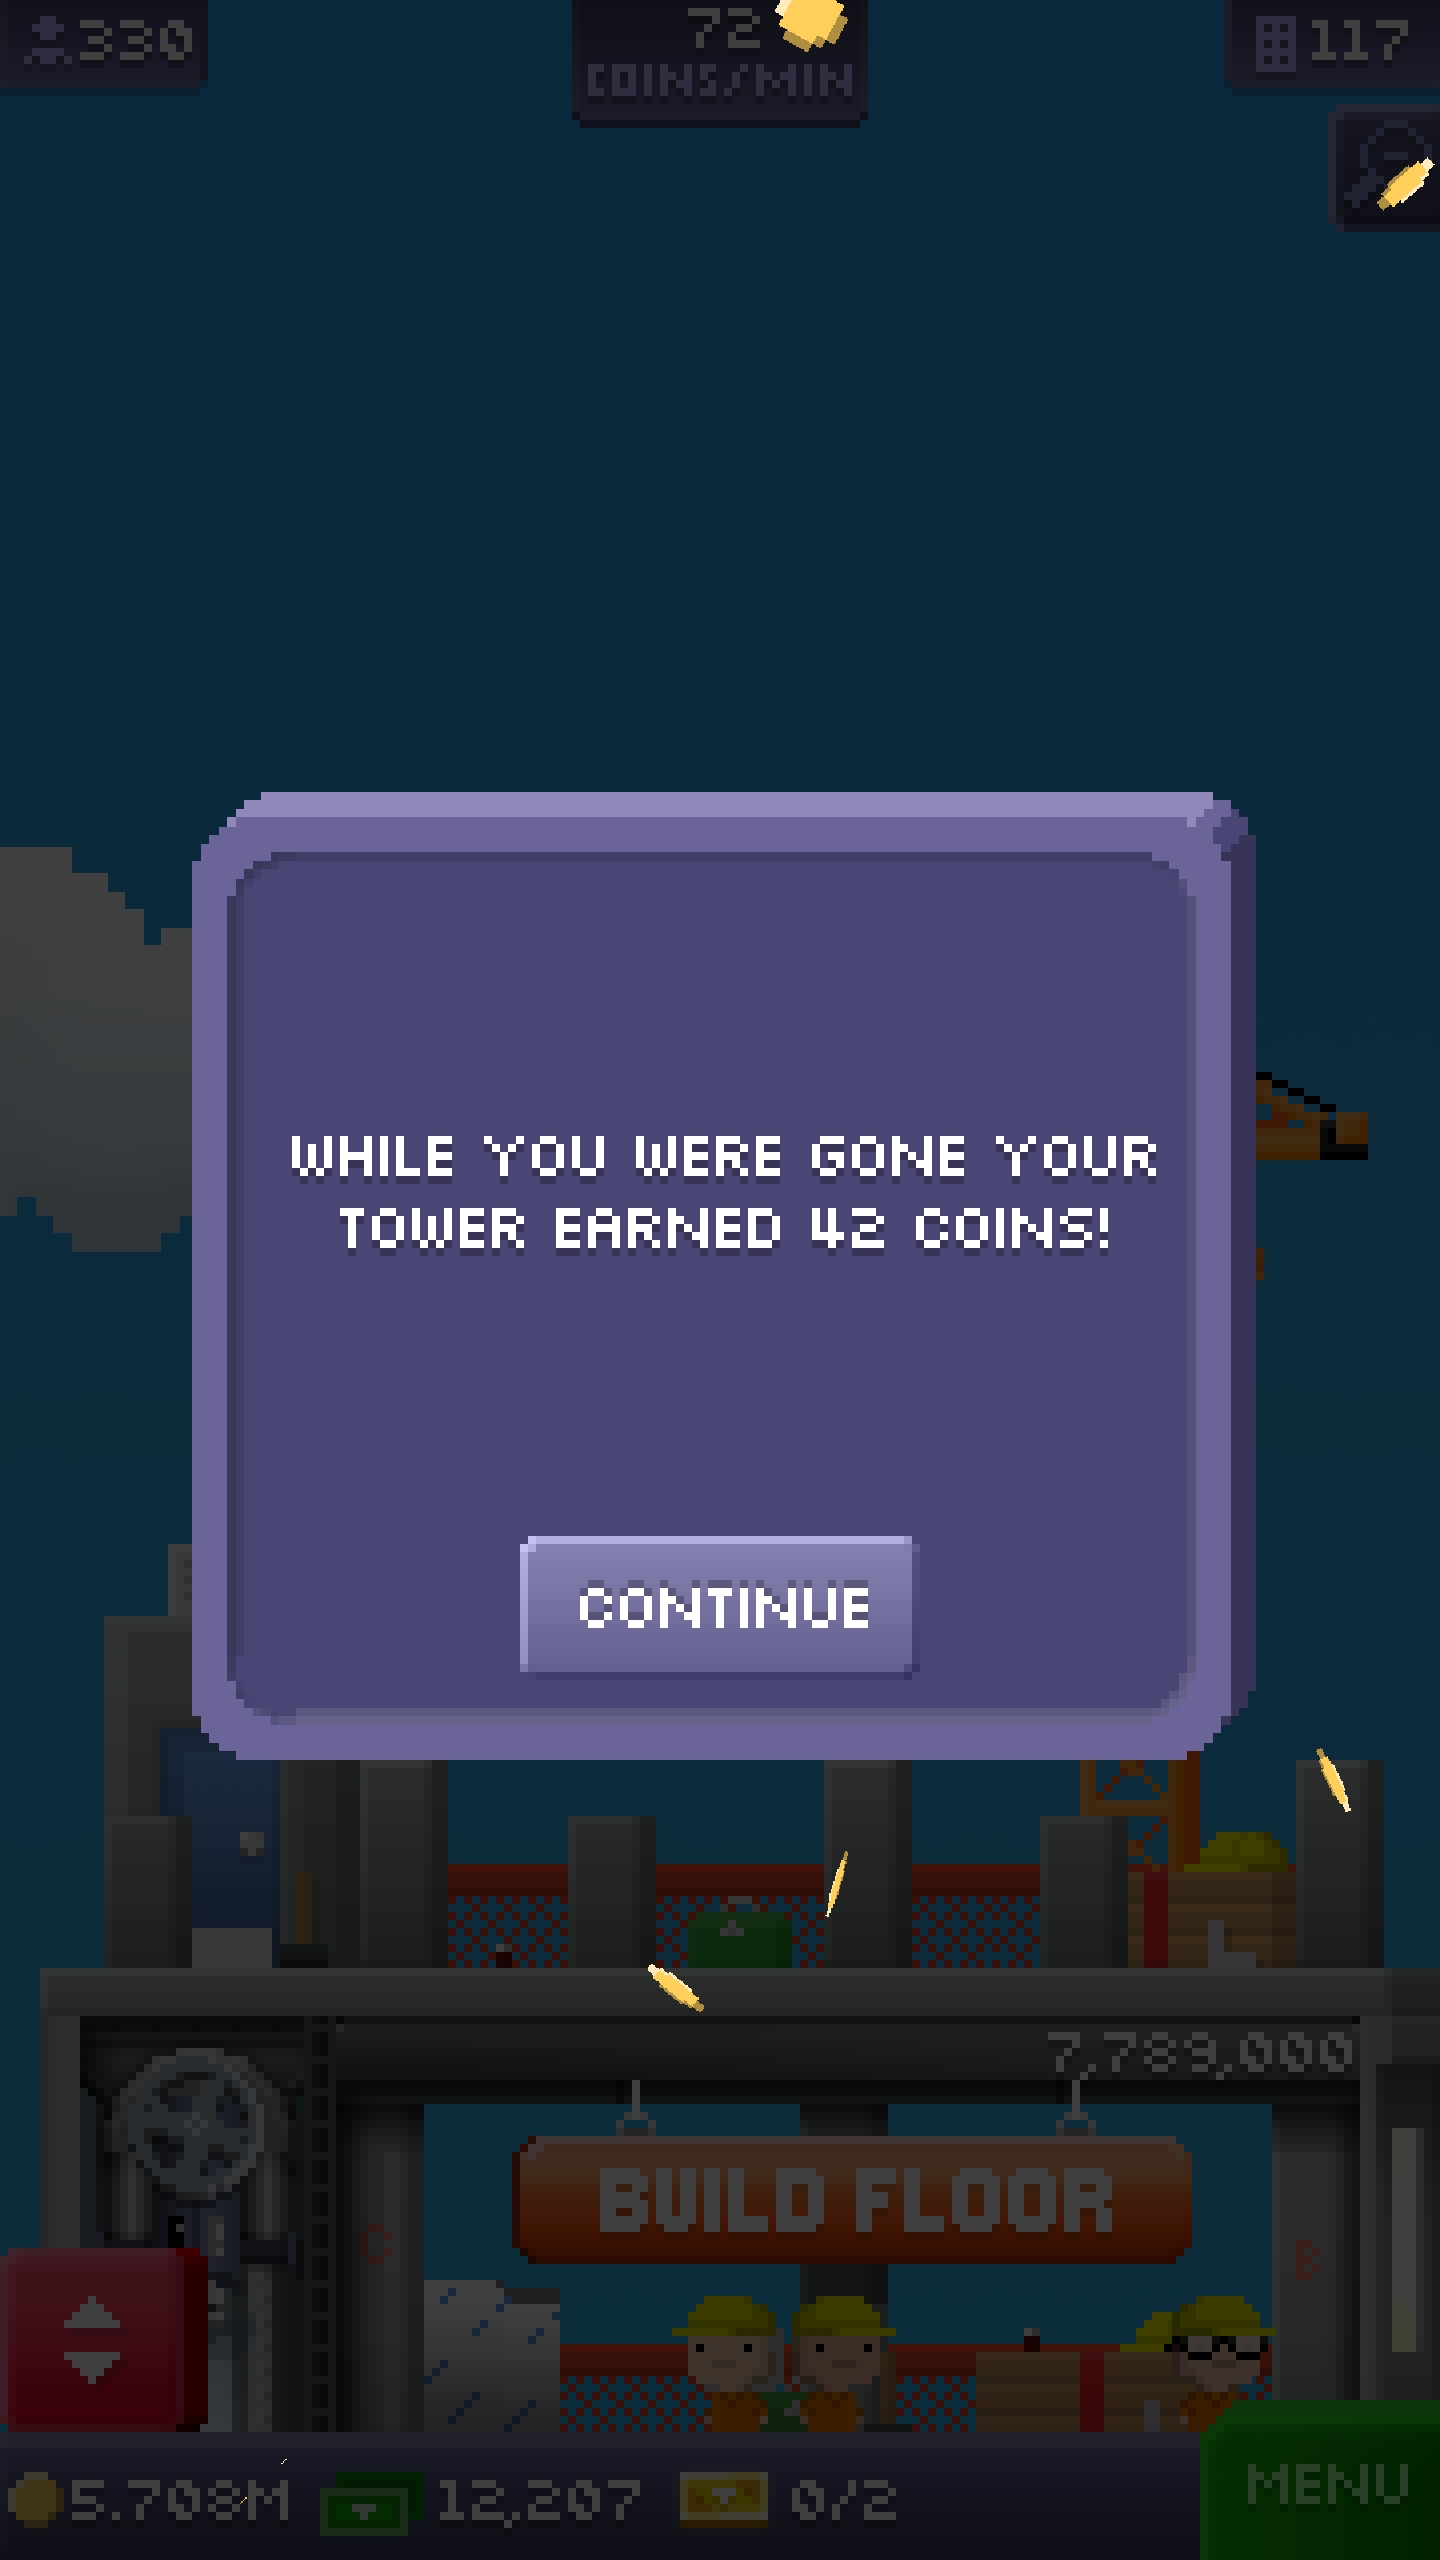 330
72
COINS/MIN
117
WHILE YOU WERE GONE YOUR
TOWER EARNED 42 COINS!
CONTINUE
7,789,000
BUILD FLOOR
C
B
5.708M
12,207
0/2
MENU